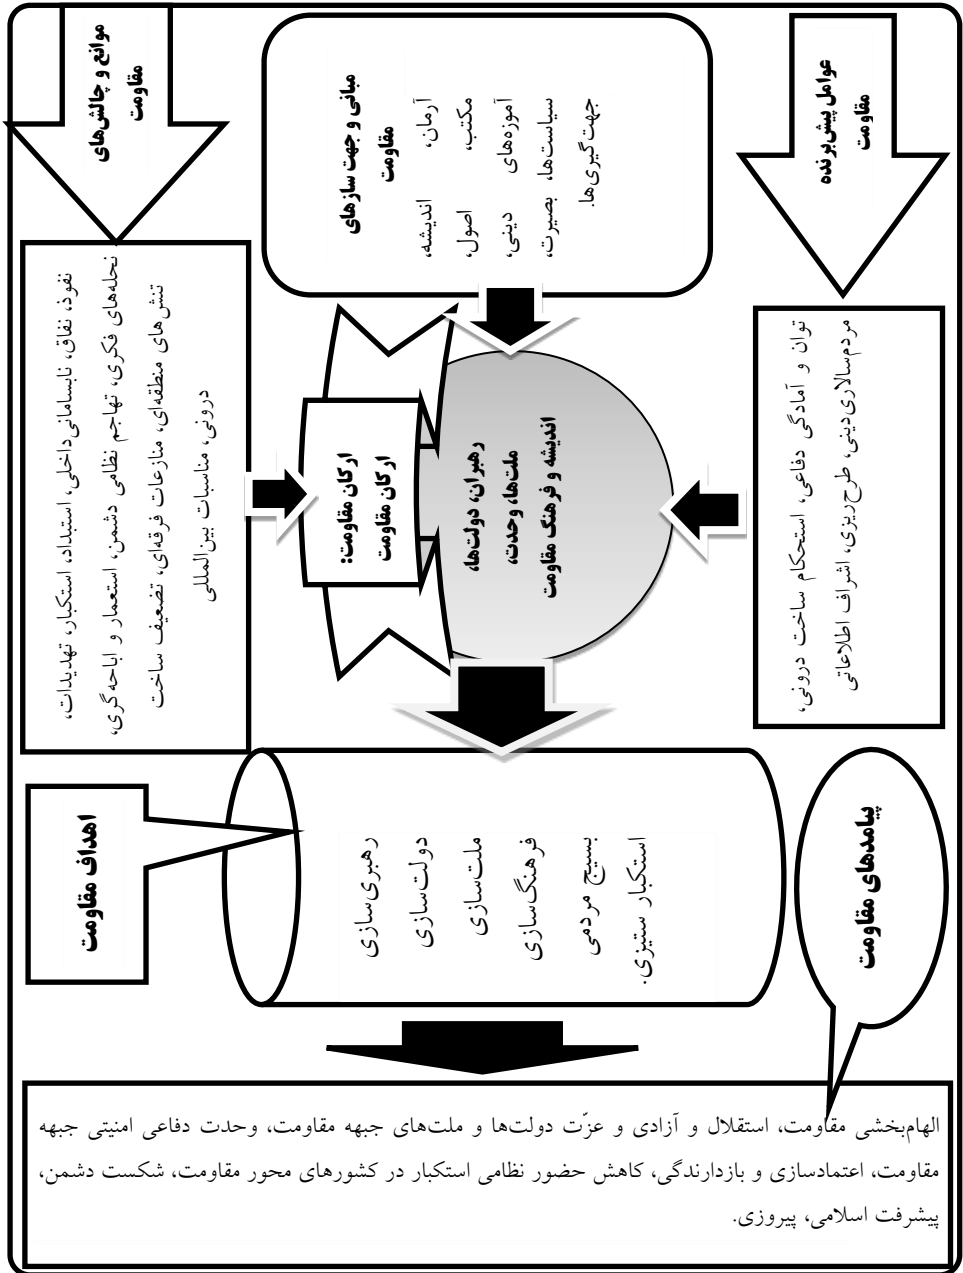 موانع و چالش‌های
مقاومت
مبانی و جهت سازهای
مقاومت
آرمان، اندیشه،
مکتب، اصول،
آموزه‌های دینی،
سیاست‌ها، بصیرت،
جهت‌گیری‌ها.
عوامل پیش‌برنده
مقاومت
نفوذ، نفاق، نابسامانی داخلی، استبداد، استکبار، تهدیدات،
نحله‌های فکری، تهاجم نظامی دشمن، استعمار و اباحه‌گری،
تنش‌های منطقه‌ای، منازعات فرقه‌ای، تضعیف ساخت
درونی، مناسبات بین‌المللی
ارکان مقاومت:
ارکان مقاومت
رهبران، دولت‌ها،
ملت‌ها، وحدت،
اندیشه و فرهنگ مقاومت
توان و آمادگی دفاعی، استحکام ساخت درونی،
مردم‌سالاری دینی، طرح‌ریزی، اشراف اطلاعاتی
اهداف مقاومت
رهبری‌سازی
دولت‌سازی
ملت‌سازی
فرهنگ‌سازی
بسیج مردمی
استکبار ستیزی.
پیامدهای مقاومت
الهام‌بخشی مقاومت، استقلال و آزادی و عزّت دولت‌ها و ملت‌های جبهه مقاومت، وحدت دفاعی امنیتی جبهه
مقاومت، اعتمادسازی و بازدارندگی، کاهش حضور نظامی استکبار در کشورهای محور مقاومت، شکست دشمن،
پیشرفت اسلامی، پیروزی.